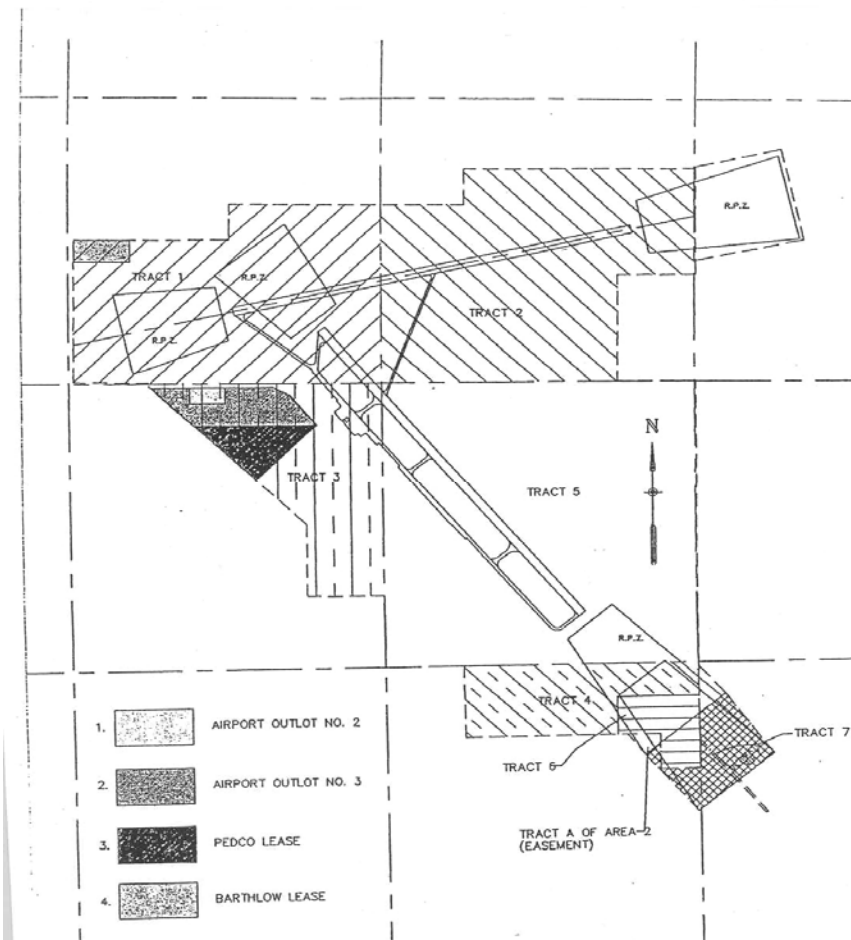 R.P.Z.
R.P.Z.
TRACT 1
TRACT 2
R.P.Z.
N
TRACT 3
TRACT 5
R.P.Z.
TRACT 4
TRACT 7
TRACT 6
TRACT A OF AREA-2
(EASEMENT)
1. AIRPORT OUTLOT NO. 2
2. AIRPORT OUTLOT NO. 3
3. PEDCO LEASE
4. BARTHLOW LEASE